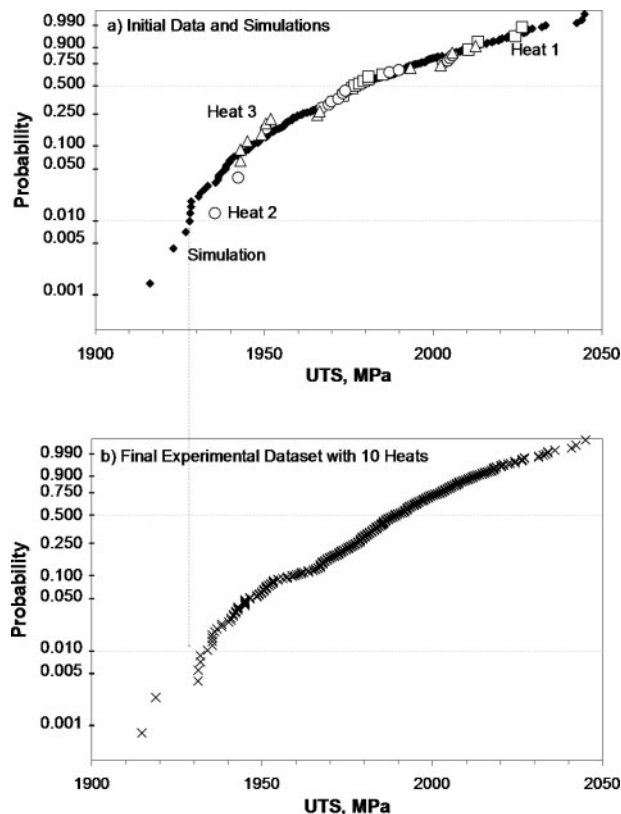 a) Initial Data and Simulations
0.990
0.900
0.750
0.500
0.250
0.100
0.050
0.010
0.005
0.001
Probability
Heat 1
Heat 3
Heat 2
Simulation
1900 1950 2000 2050
UTS, MPa
b) Final Experimental Dataset with 10 Heats
0.990
0.900
0.750
0.500
0.250
0.100
0.050
0.010
0.005
0.001
Probability
1900 1950 2000 2050
UTS, MPa